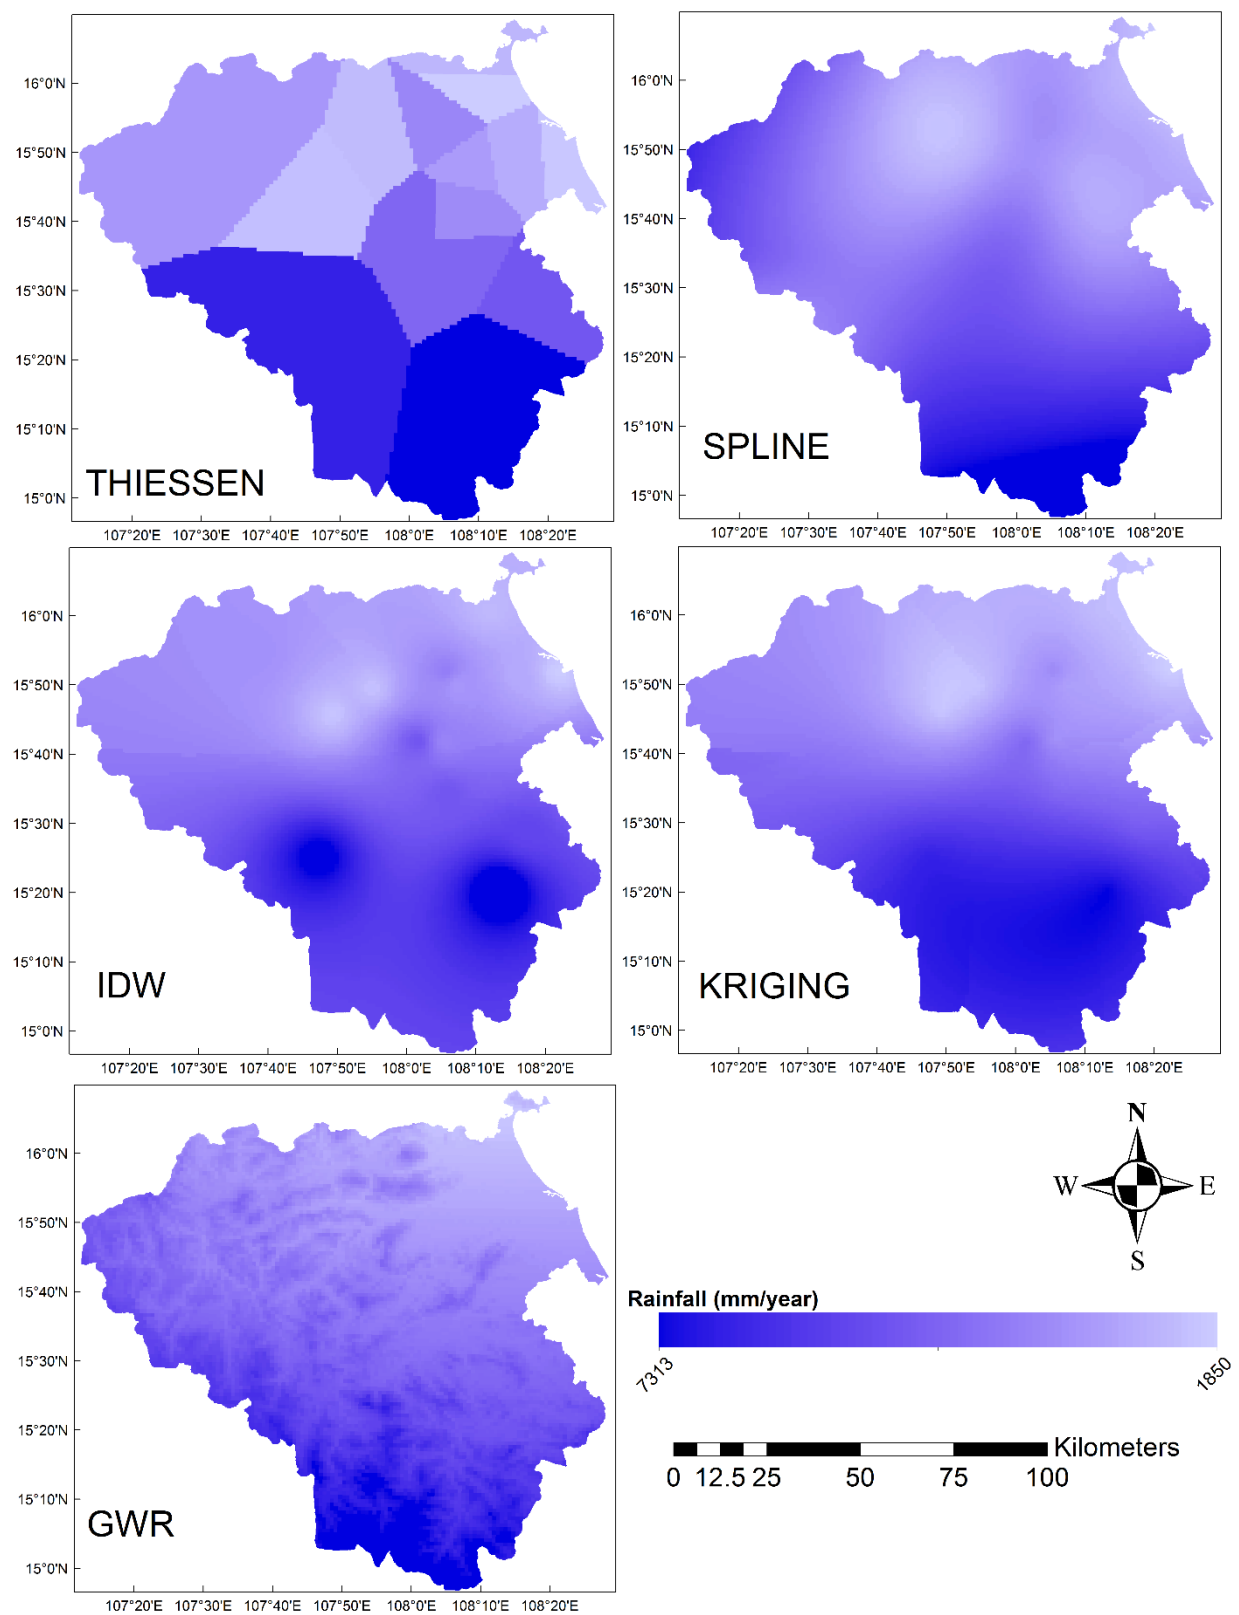 16°0'N
15°50'N
15°40'N
15°30'N
15°20'N
15°10'N
15°0'N
THIESSEN
107°20'E 107°30'E 107°50'E 108°0'E 108°10'E 108°20'E
16°0'N
15°50'N
15°40'N
15°30'N
15°20'N
15°10'N
15°0'N
SPLINE
107°20'E 107°30'E 107°40'E 107°50'E 108°0'E 108°10'E 108°20'E
16°0'N
15°50'N
15°40'N
15°30'N
15°20'N
15°10'N
15°0'N
IDW
107°20'E 107°30'E 107°40'E 107°50'E 108°0'E 108°10'E 108°20'E
16°0'N
15°50'N
15°40'N
15°30'N
15°20'N
15°10'N
15°0'N
KRIGING
107°20'E 107°30'E 107°40'E 107°50'E 108°0'E 108°10'E 108°20'E
16°0'N
15°50'N
15°40'N
15°30'N
15°20'N
15°10'N
15°0'N
GWR
107°20'E 107°30'E 107°40'E 107°50'E 108°0'E 108°10'E 108°20'E
N
W E
S
Rainfall (mm/year)
7313 1850
Kilometers
0 12.5 25 50 75 100